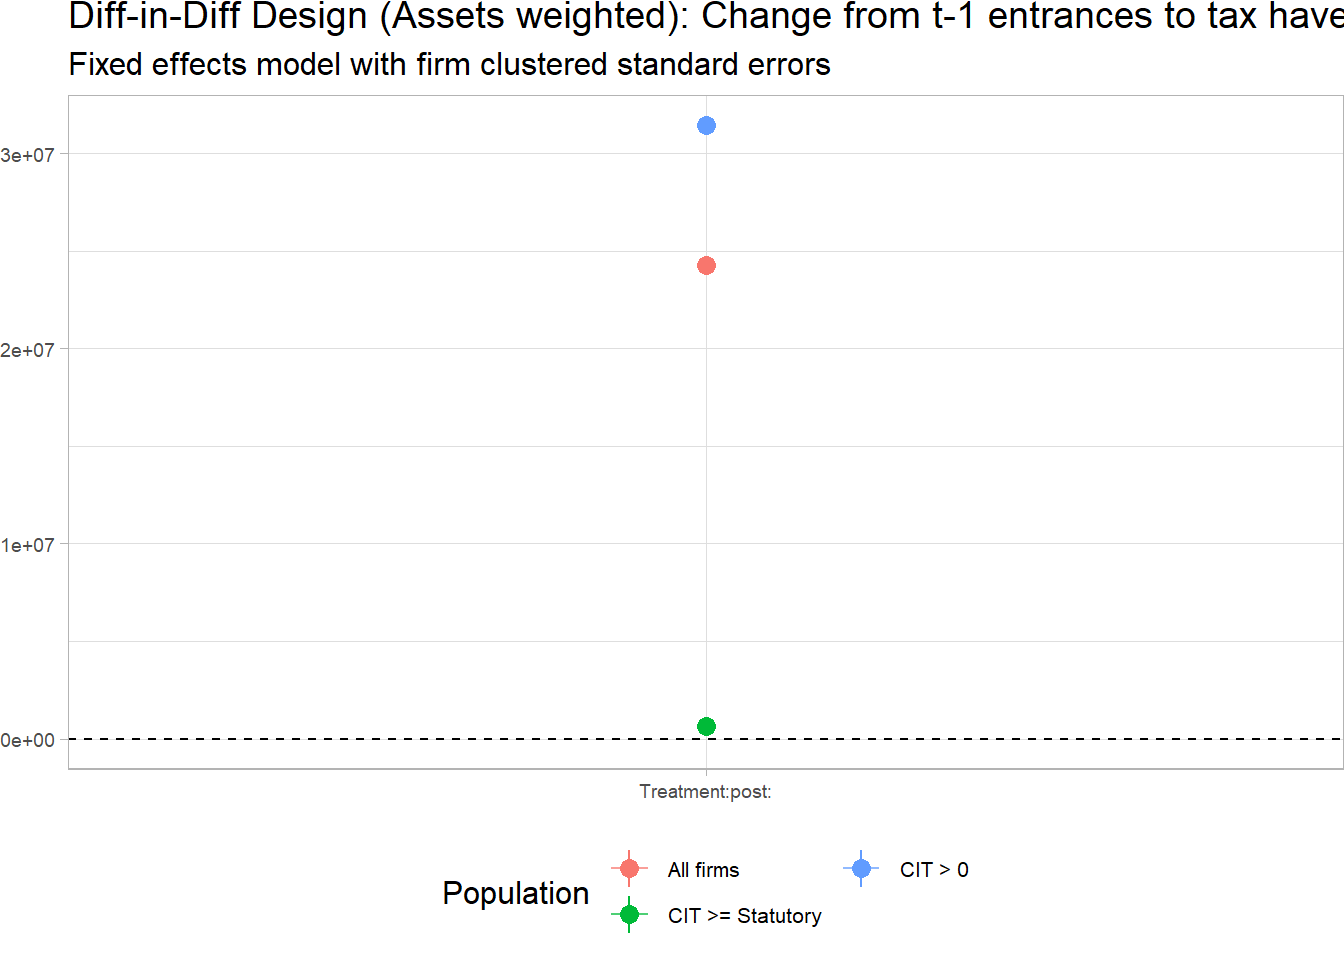 Diff-in-Diff Design (Assets weighted): Change from t-1 entrances to tax have
Fixed effects model with firm clustered standard errors
3e+07
2e+07
1e+07
0e+00
Treatment:post:
Population
All firms
CIT > 0
CIT >= Statutory